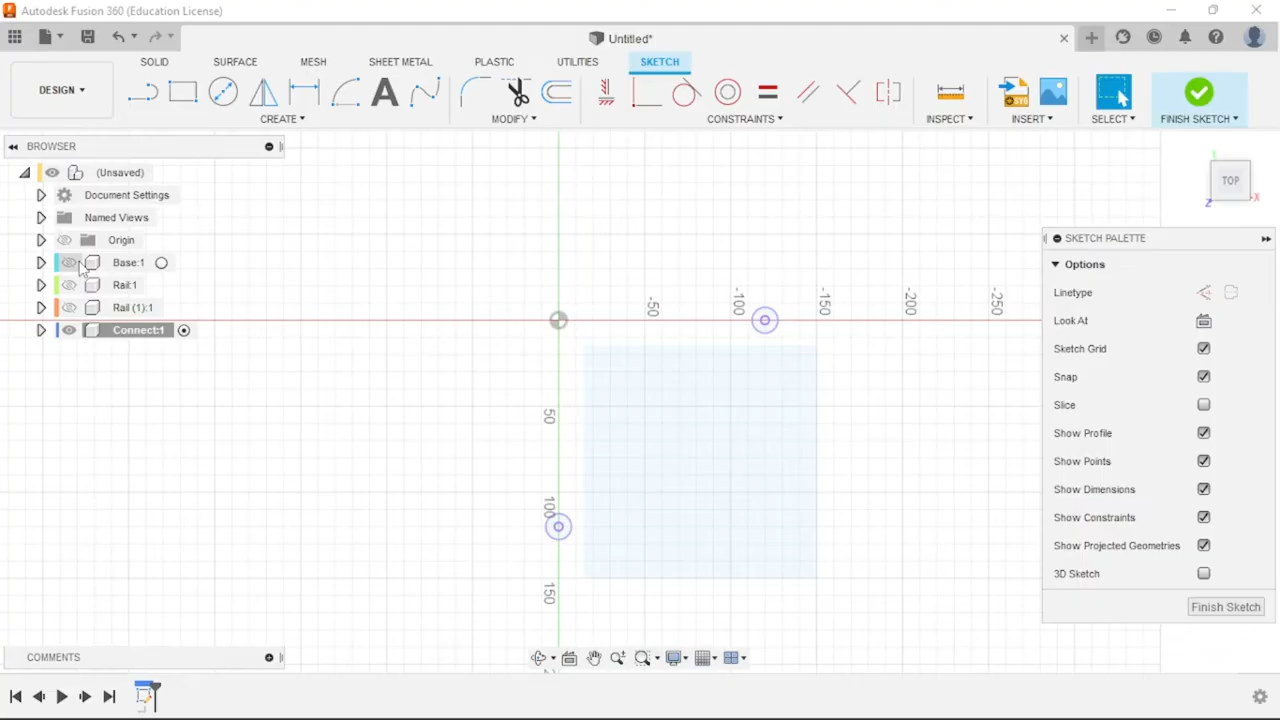 Autodesk Fusion 360 (Education License)
Untitled*
SOLID SURFACE MESH SHEET METAL PLASTIC UTILITIES SKETCH
DESIGN
CREATE MODIFY CONSTRAINTS INSPECT INSERT SELECT FINISH SKETCH
BROWSER
(Unsaved)
Document Settings
Named Views
Origin
Base:1
Rail:1
Rail (1):1
Connect:1
TOP
X
Y
Z
-50
-100
-150
-200
-250
50
100
150
SKETCH PALETTE
Options
Linetype
Look At
Sketch Grid
Snap
Slice
Show Profile
Show Points
Show Dimensions
Show Constraints
Show Projected Geometries
3D Sketch
Finish Sketch
COMMENTS